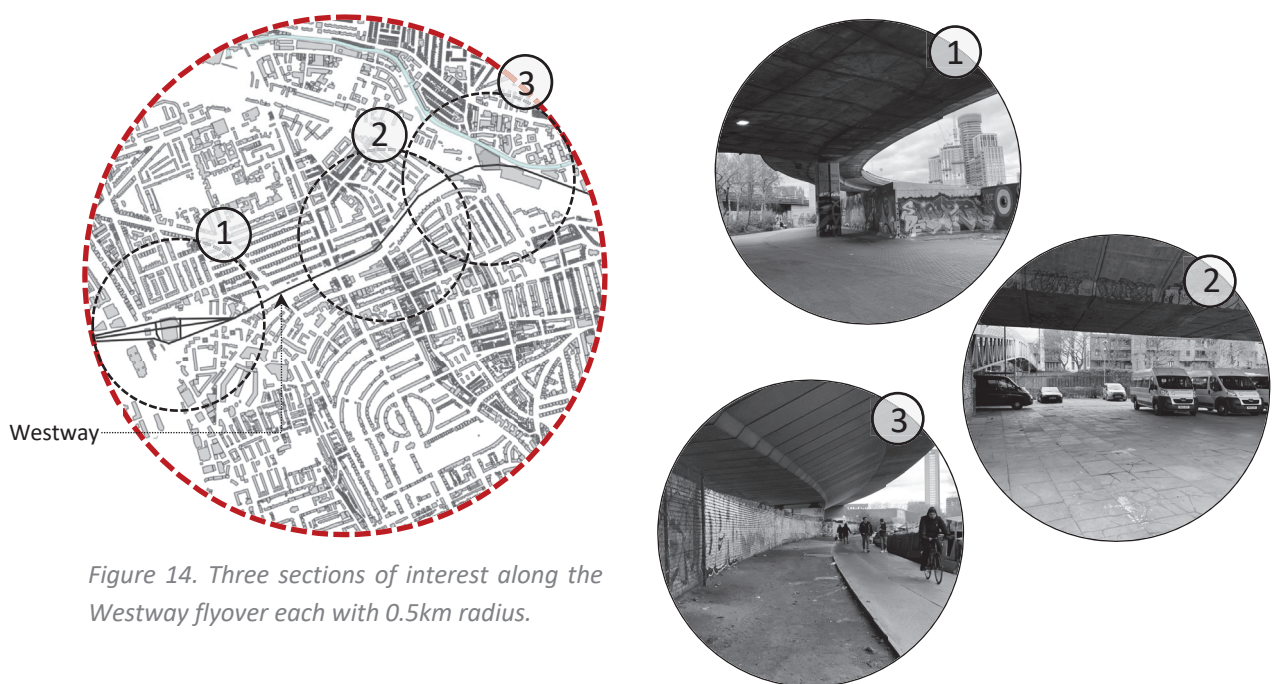 1
2
3
Westway
Figure 14. Three sections of interest along the
Westway flyover each with 0.5km radius.
1
2
3